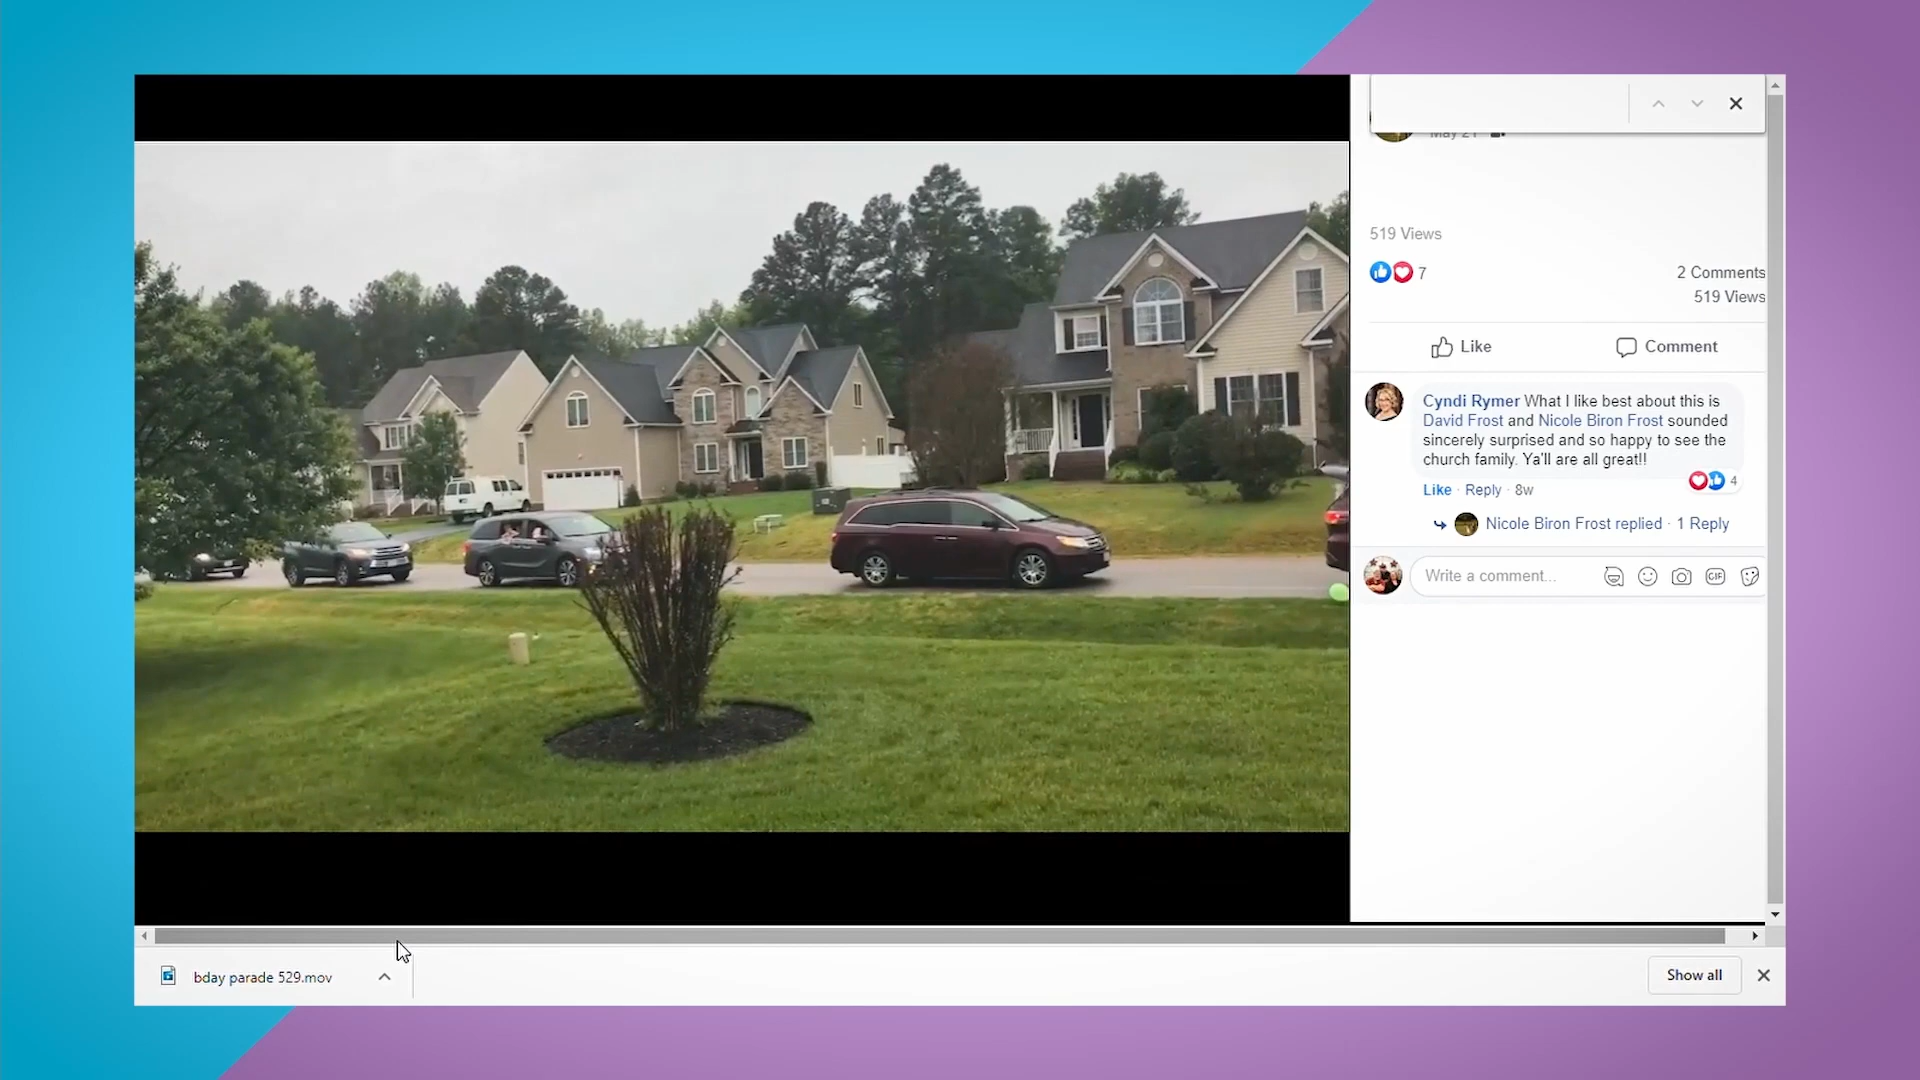 May 21
519 Views
7
2 Comments
519 Views
Like
Comment
Cyndi Rymer What I like best about this is
David Frost and Nicole Biron Frost sounded
sincerely surprised and so happy to see the
church family. Ya'll are all great!!
4
Like · Reply · 8w
Nicole Biron Frost replied · 1 Reply
Write a comment...
GIF
bday parade 529.mov
Show all